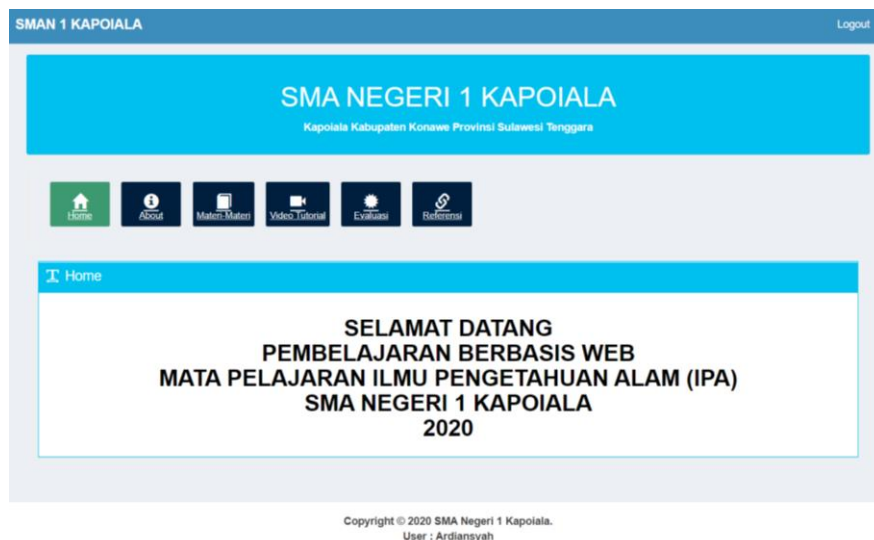 SMAN 1 KAPOIALA
Logout
SMA NEGERI 1 KAPOIALA
Kapoiala Kabupaten Konawe Provinsi Sulawesi Tenggara
Home
About
Materi-Materi
Video Tutorial
Evaluasi
Referensi
Home
SELAMAT DATANG
PEMBELAJARAN BERBASIS WEB
MATA PELAJARAN ILMU PENGETAHUAN ALAM (IPA)
SMA NEGERI 1 KAPOIALA
2020
Copyright © 2020 SMA Negeri 1 Kapoiala.
User : Ardiansyah